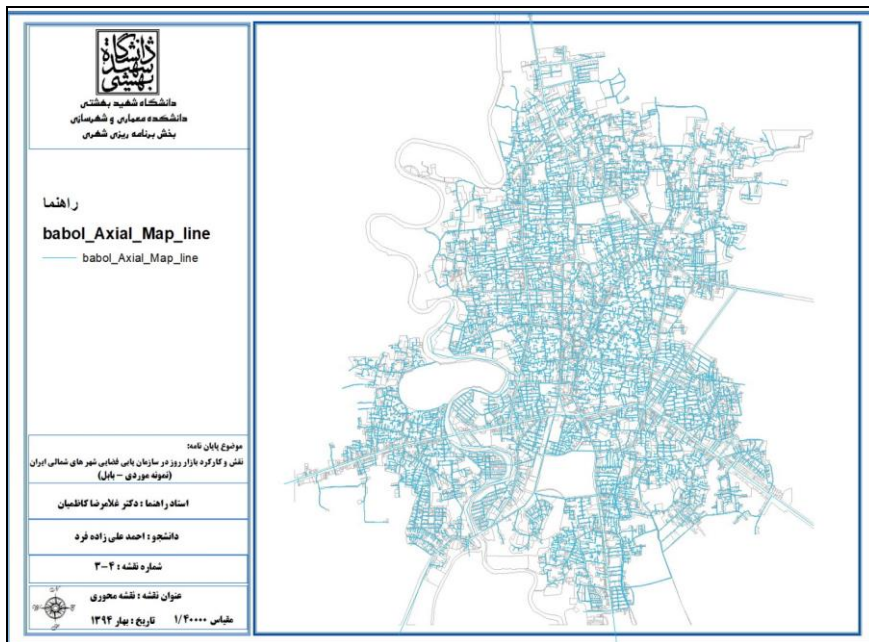 دانشگاه شهید بهشتی
دانشگاه شهید بهشتی
دانشکده معماری و شهرسازی
بخش برنامه ریزی شهری
راهنما
babol_Axial_Map_line
babol_Axial_Map_line
موضوع پایان نامه:
نقش و کارکرد بازار روز در سازمان یابی فضایی شهر های شمالی ایران
(نمونه موردی - بابل)
استاد راهنما : دکتر غلامرضا کاظمیان
دانشجو : احمد علی زاده فرد
شماره نقشه : ۴-۳
عنوان نقشه : نقشه محوری
مقیاس ۱/۴۰۰۰۰ تاریخ : بهار ۱۳۹۴